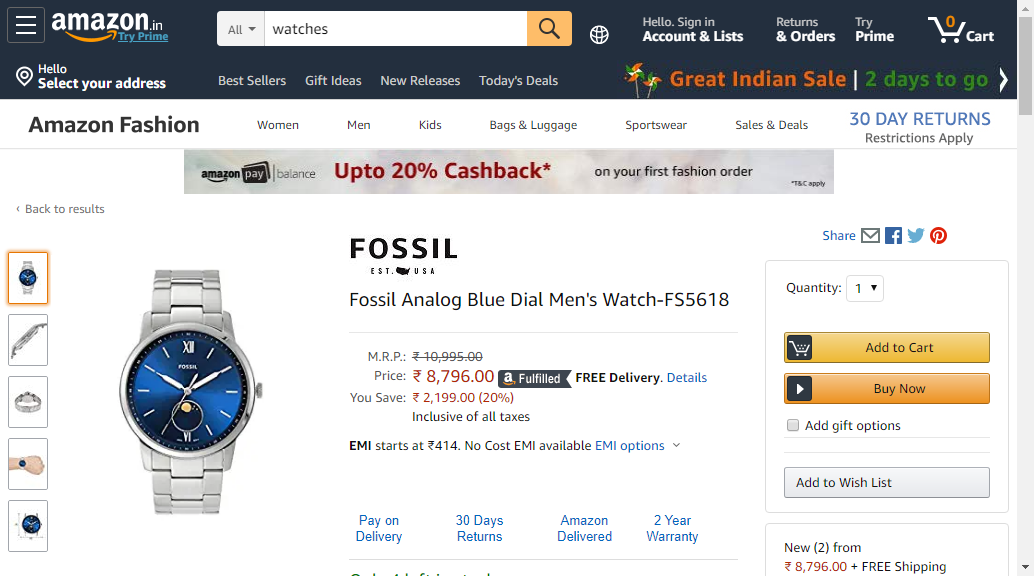 amazon.in
Try Prime
All
watches
Hello. Sign in
Account & Lists
Returns
& Orders
Try
Prime
0
Cart
Hello
Select your address
Best Sellers
Gift Ideas
New Releases
Today's Deals
Great Indian Sale | 2 days to go
Amazon Fashion
Women
Men
Kids
Bags & Luggage
Sportswear
Sales & Deals
30 DAY RETURNS
Restrictions Apply
amazon pay balance
Upto 20% Cashback*
on your first fashion order
*T&C apply
‹ Back to results
Share
FOSSIL
EST. USA
Fossil Analog Blue Dial Men's Watch-FS5618
M.R.P.: ₹ 10,995.00
Price: ₹ 8,796.00 a Fulfilled FREE Delivery. Details
You Save: ₹ 2,199.00 (20%)
Inclusive of all taxes
EMI starts at ₹414. No Cost EMI available EMI options
Pay on
Delivery
30 Days
Returns
Amazon
Delivered
2 Year
Warranty
Quantity: 1
Add to Cart
Buy Now
Add gift options
Add to Wish List
New (2) from
₹ 8,796.00 + FREE Shipping
XII
FOSSIL
VI